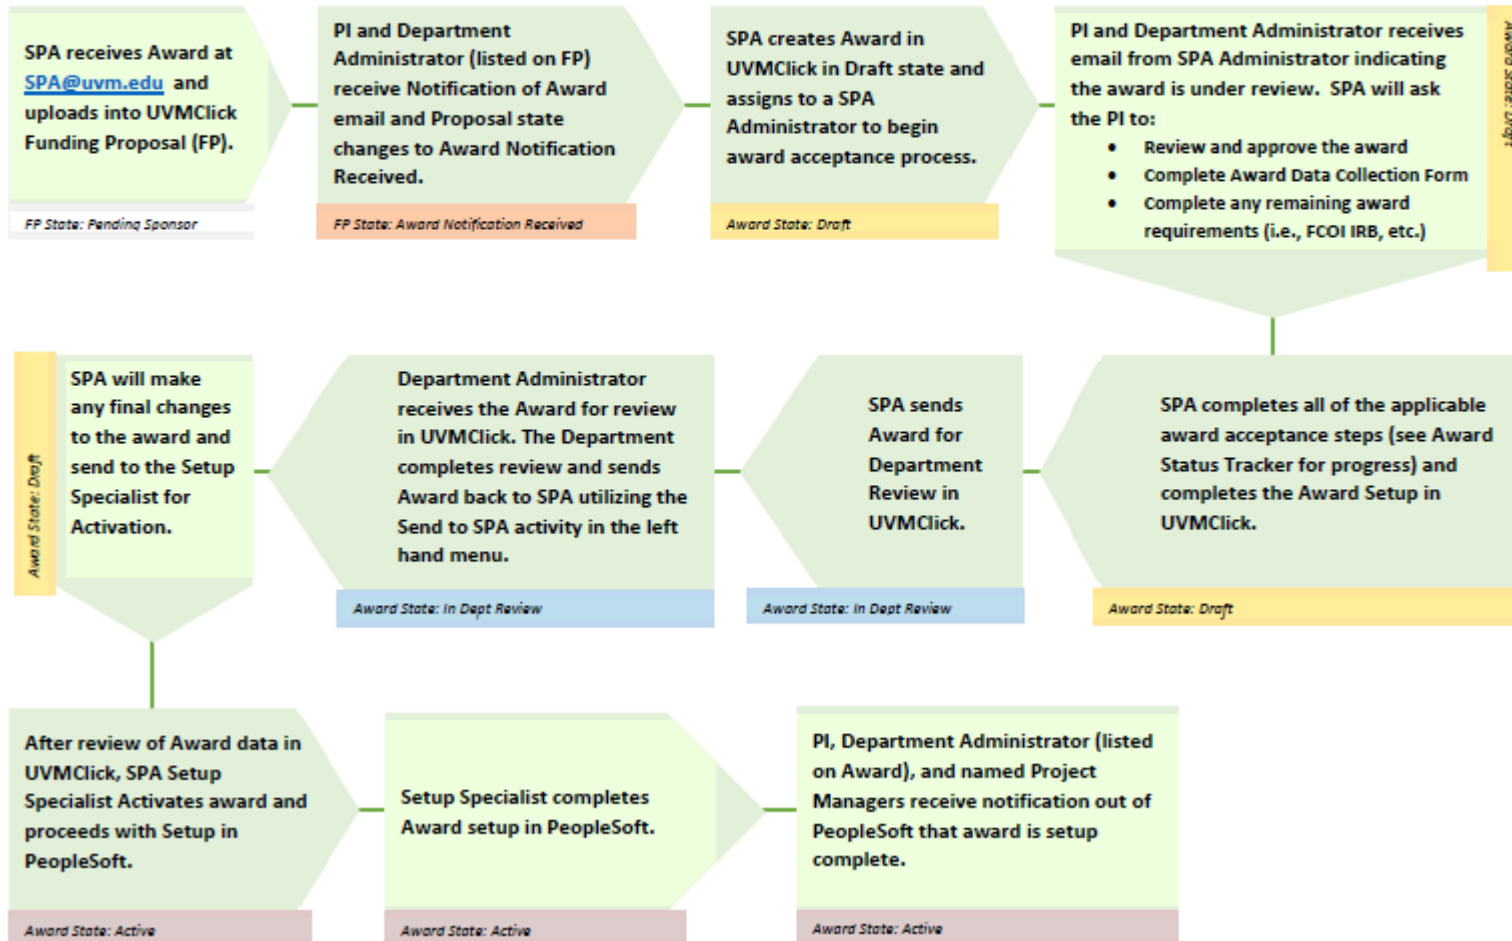 SPA receives Award at
SPA@uvm.edu and
uploads into UVMClick
Funding Proposal (FP).
FP State: Pending Sponsor
PI and Department
Administrator (listed on FP)
receive Notification of Award
email and Proposal state
changes to Award Notification
Received.
FP State: Award Notification Received
SPA creates Award in
UVMClick in Draft state and
assigns to a SPA
Administrator to begin
award acceptance process.
Award State: Draft
PI and Department Administrator receives
email from SPA Administrator indicating
the award is under review. SPA will ask
the PI to:
• Review and approve the award
• Complete Award Data Collection Form
• Complete any remaining award
requirements (i.e., FCOI IRB, etc.)
Award State: Draft
SPA completes all of the applicable
award acceptance steps (see Award
Status Tracker for progress) and
completes the Award Setup in
UVMClick.
Award State: Draft
SPA sends
Award for
Department
Review in
UVMClick.
Award State: In Dept Review
Department Administrator
receives the Award for review
in UVMClick. The Department
completes review and sends
Award back to SPA utilizing the
Send to SPA activity in the left
hand menu.
Award State: In Dept Review
SPA will make
any final changes
to the award and
send to the Setup
Specialist for
Activation.
Award State: Draft
After review of Award data in
UVMClick, SPA Setup
Specialist Activates award and
proceeds with Setup in
PeopleSoft.
Award State: Active
Setup Specialist completes
Award setup in PeopleSoft.
Award State: Active
PI, Department Administrator (listed
on Award), and named Project
Managers receive notification out of
PeopleSoft that award is setup
complete.
Award State: Active